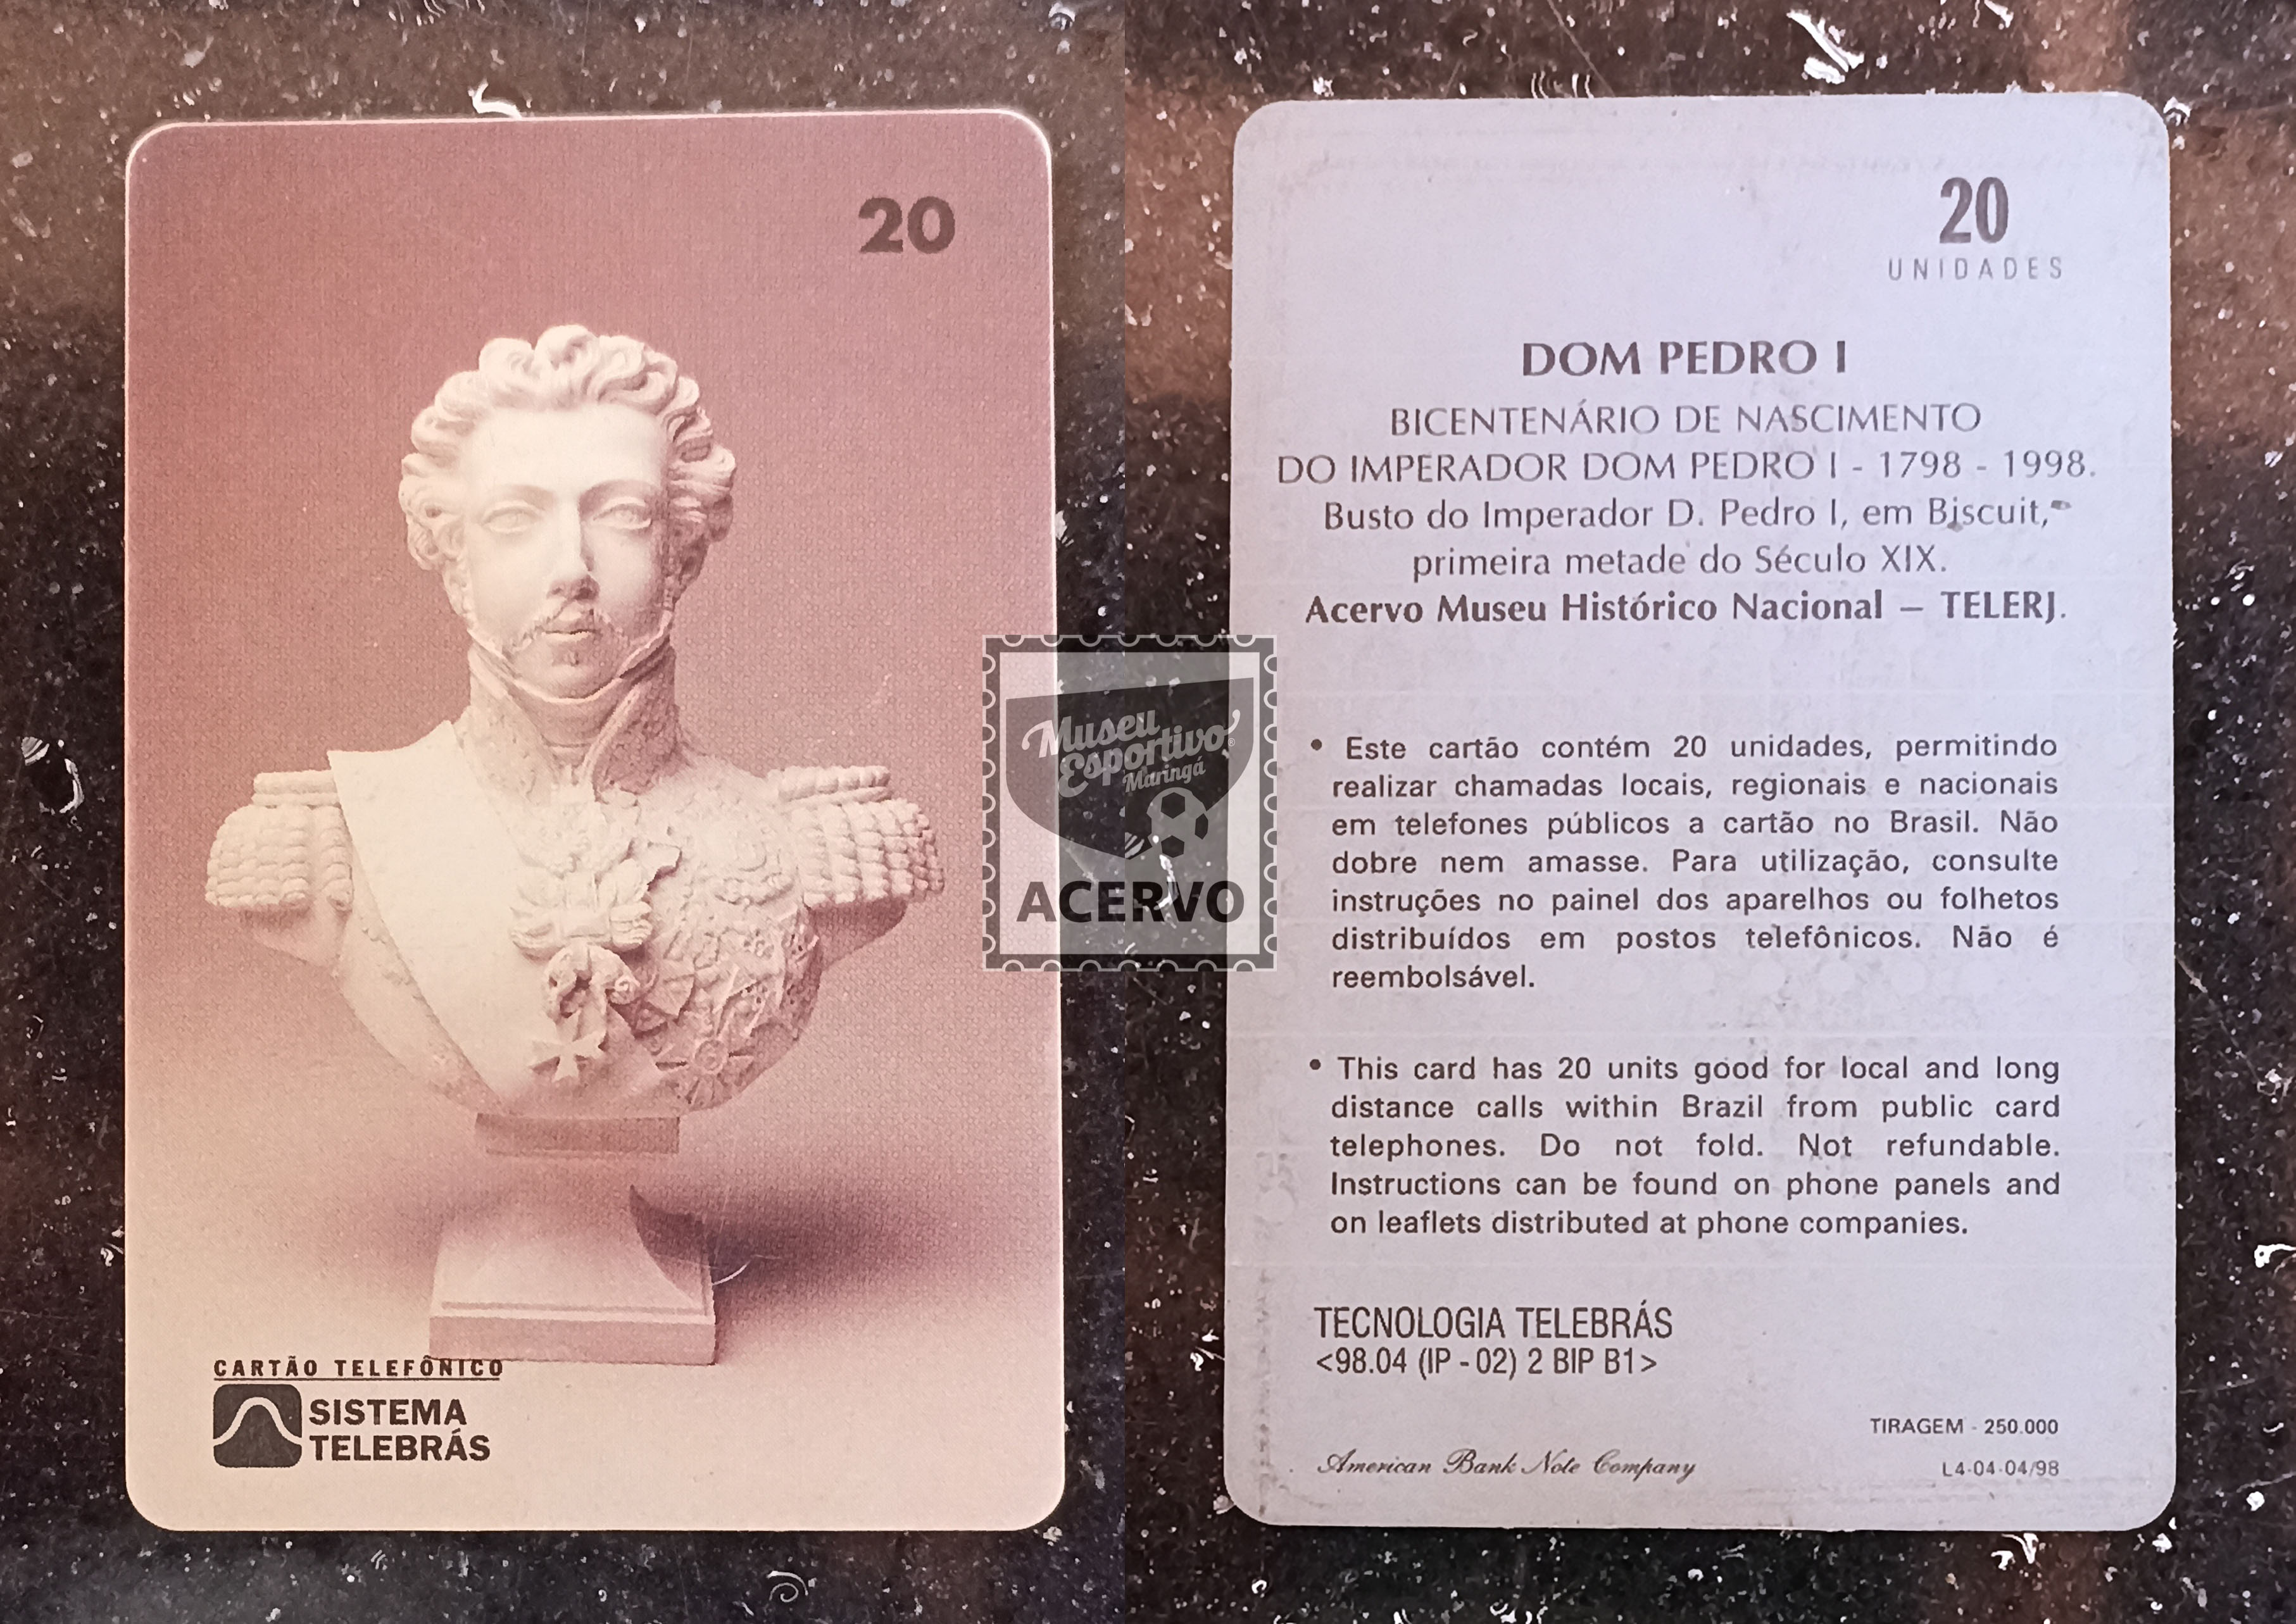 20
CARTÃO TELEFÔNICO
SISTEMA
TELEBRÁS
Museu
Esportivo
Maringá
ACERVO
20
UNIDADES
DOM PEDRO I
BICENTENÁRIO DE NASCIMENTO
DO IMPERADOR DOM PEDRO I - 1798 - 1998.
Busto do Imperador D. Pedro I, em Biscuit,
primeira metade do Século XIX.
Acervo Museu Histórico Nacional – TELERJ.
• Este cartão contém 20 unidades, permitindo
realizar chamadas locais, regionais e nacionais
em telefones públicos a cartão no Brasil. Não
dobre nem amasse. Para utilização, consulte
instruções no painel dos aparelhos ou folhetos
distribuídos em postos telefônicos. Não é
reembolsável.
• This card has 20 units good for local and long
distance calls within Brazil from public card
telephones. Do not fold. Not refundable.
Instructions can be found on phone panels and
on leaflets distributed at phone companies.
TECNOLOGIA TELEBRÁS
<98.04 (IP - 02) 2 BIP B1>
TIRAGEM - 250.000
American Bank Note Company
L4-04-04/98